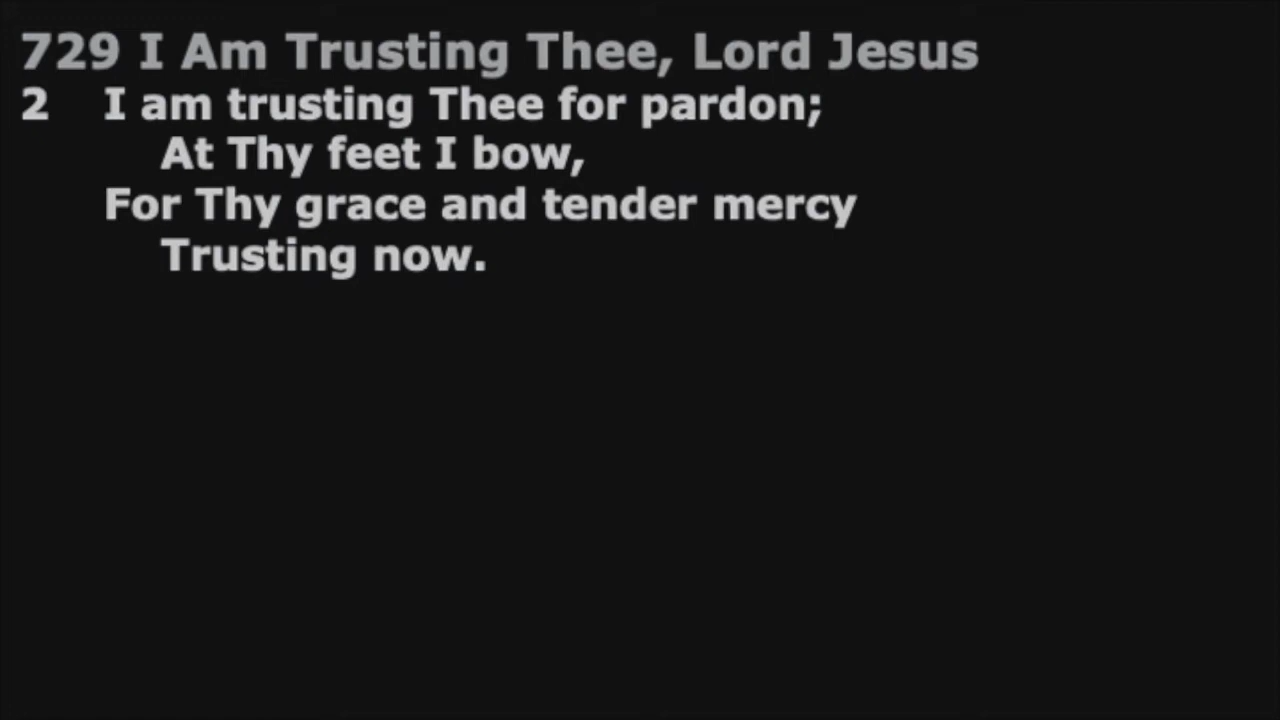 729 I Am Trusting Thee, Lord Jesus
2 I am trusting Thee for pardon;
At Thy feet I bow,
For Thy grace and tender mercy
Trusting now.